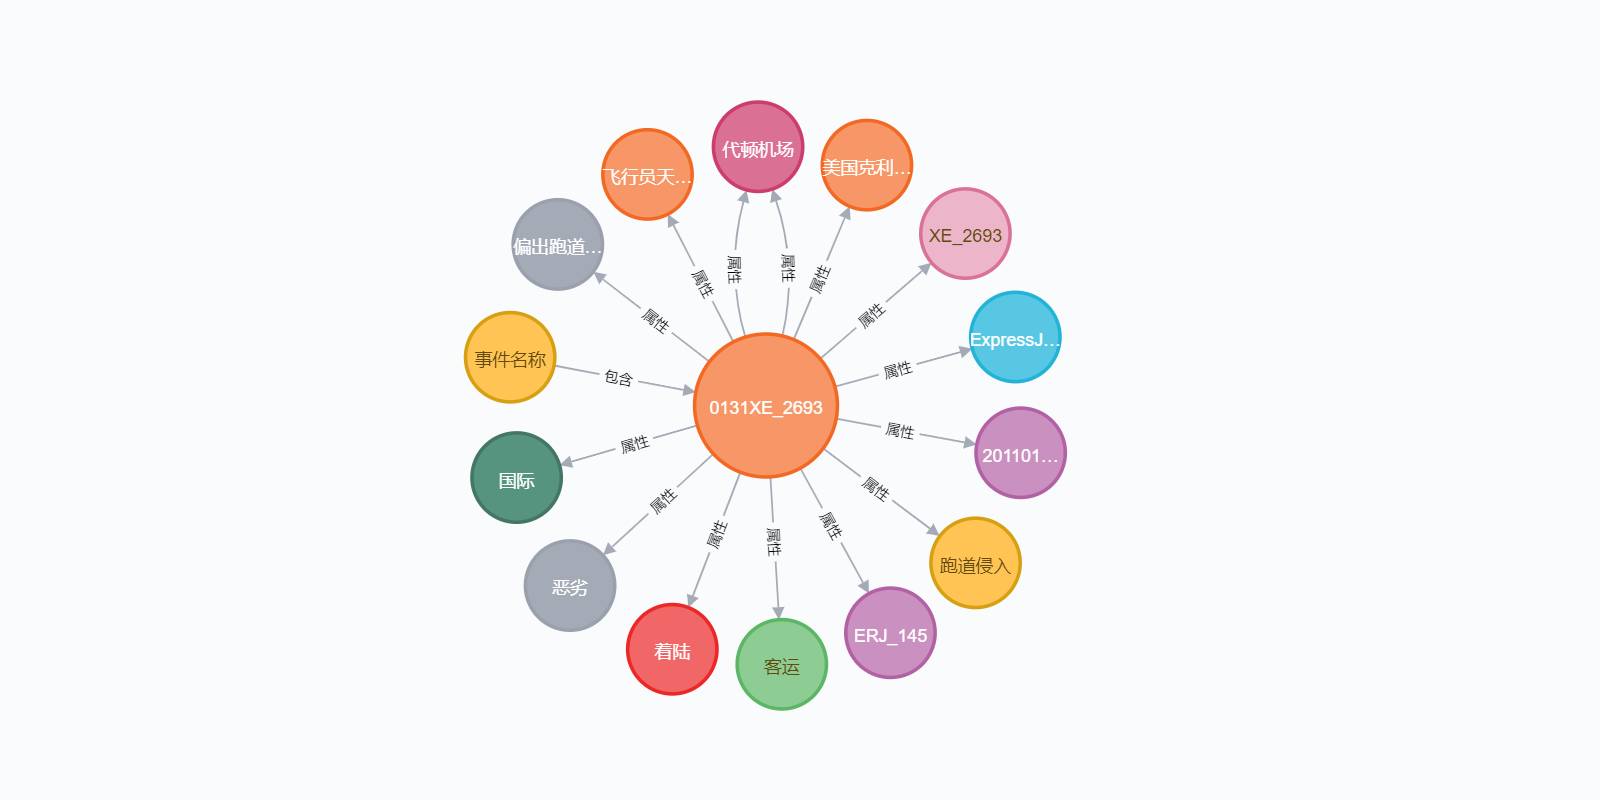 代顿机场
美国克利...
飞行员天...
XE_2693
偏出跑道...
属性
属性
属性
属性
属性
属性
ExpressJ...
事件名称
包含
属性
0131XE_2693
属性
201101...
属性
国际
属性
属性
属性
属性
属性
跑道侵入
恶劣
ERJ_145
着陆
客运